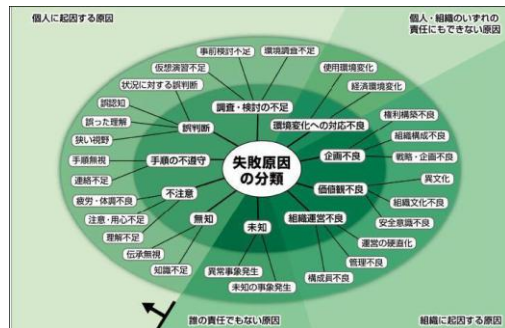 個人に起因する原因
個人・組織のいずれの
責任にもできない原因
事前検討不足
環境調査不足
仮想演習不足
使用環境変化
状況に対する誤判断
経済環境変化
誤認知
調査・検討の不足
権利構築不良
誤った理解
誤判断
環境変化への対応不良
組織構成不良
狭い視野
企画不良
手順無視
手順の不遵守
失敗原因
の分類
戦略・企画不良
連絡不足
価値観不良
異文化
疲労・体調不良
不注意
組織文化不良
注意・用心不足
無知
未知
組織運営不良
安全意識不良
理解不足
運営の硬直化
伝承無視
管理不良
知識不足
異常事象発生
構成員不良
未知の事象発生
誰の責任でもない原因
組織に起因する原因